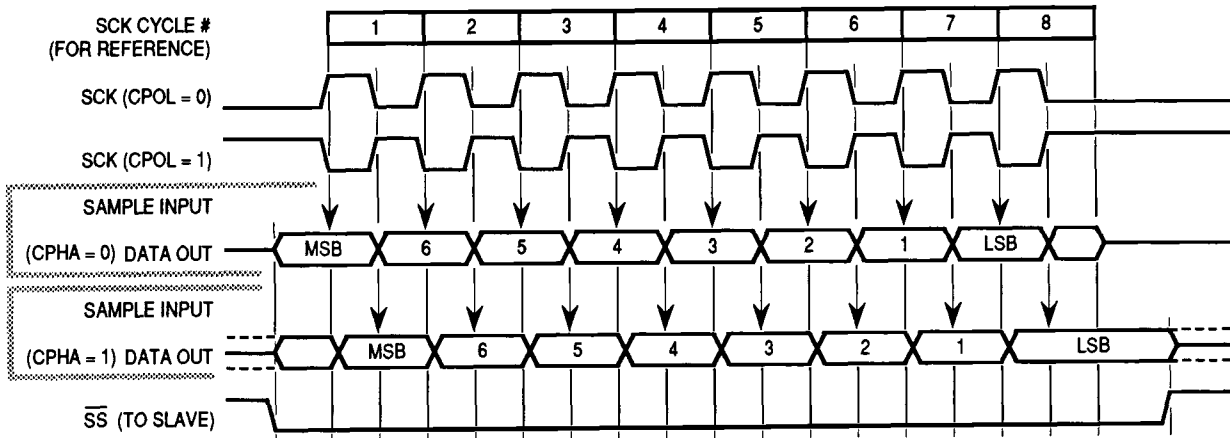 SCK CYCLE # 1 2 3 4 5 6 7 8
(FOR REFERENCE)
SCK (CPOL = 0)
SCK (CPOL = 1)
SAMPLE INPUT
(CPHA = 0) DATA OUT MSB 6 5 4 3 2 1 LSB
SAMPLE INPUT
(CPHA = 1) DATA OUT MSB 6 5 4 3 2 1 LSB
S̅S̅ (TO SLAVE)